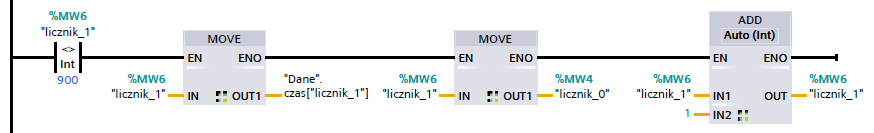 %MW6
"licznik_1"
<>
Int
900
MOVE
EN ENO
%MW6
"licznik_1"
IN OUT1
"Dane".
czas["licznik_1"]
MOVE
EN ENO
%MW6
"licznik_1"
IN OUT1
%MW4
"licznik_0"
ADD
Auto (Int)
EN ENO
%MW6
"licznik_1"
IN1 OUT
%MW6
"licznik_1"
1 IN2